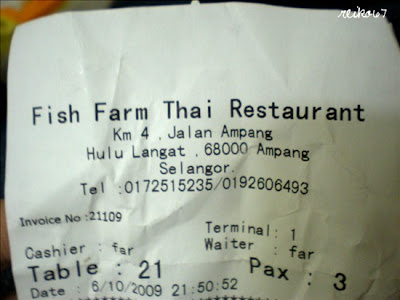 reiko67
Fish Farm Thai Restaurant
Km 4 , Jalan Ampang
Hulu Langat , 68000 Ampang
Selangor.
Tel :0172515235/0192606493
Invoice No :21109
Terminal: 1
Cashier : far
Waiter : far
Table : 21
Pax : 3
Date : 6/10/2009 21:50:52